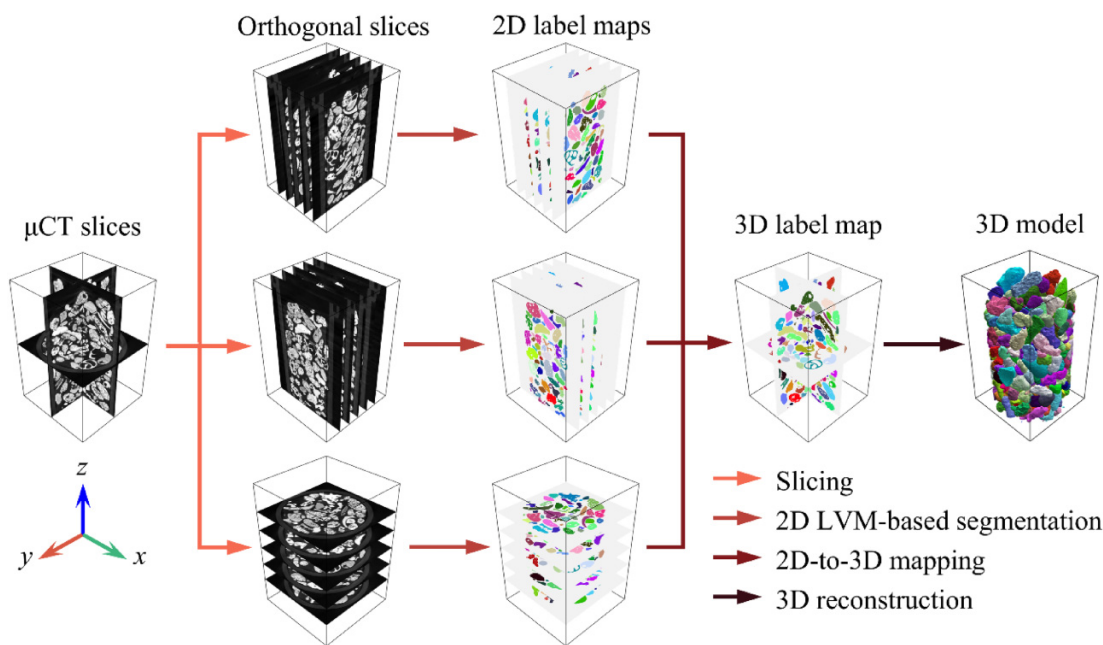 Orthogonal slices
2D label maps
μCT slices
3D label map
3D model
z
y
x
Slicing
2D LVM-based segmentation
2D-to-3D mapping
3D reconstruction